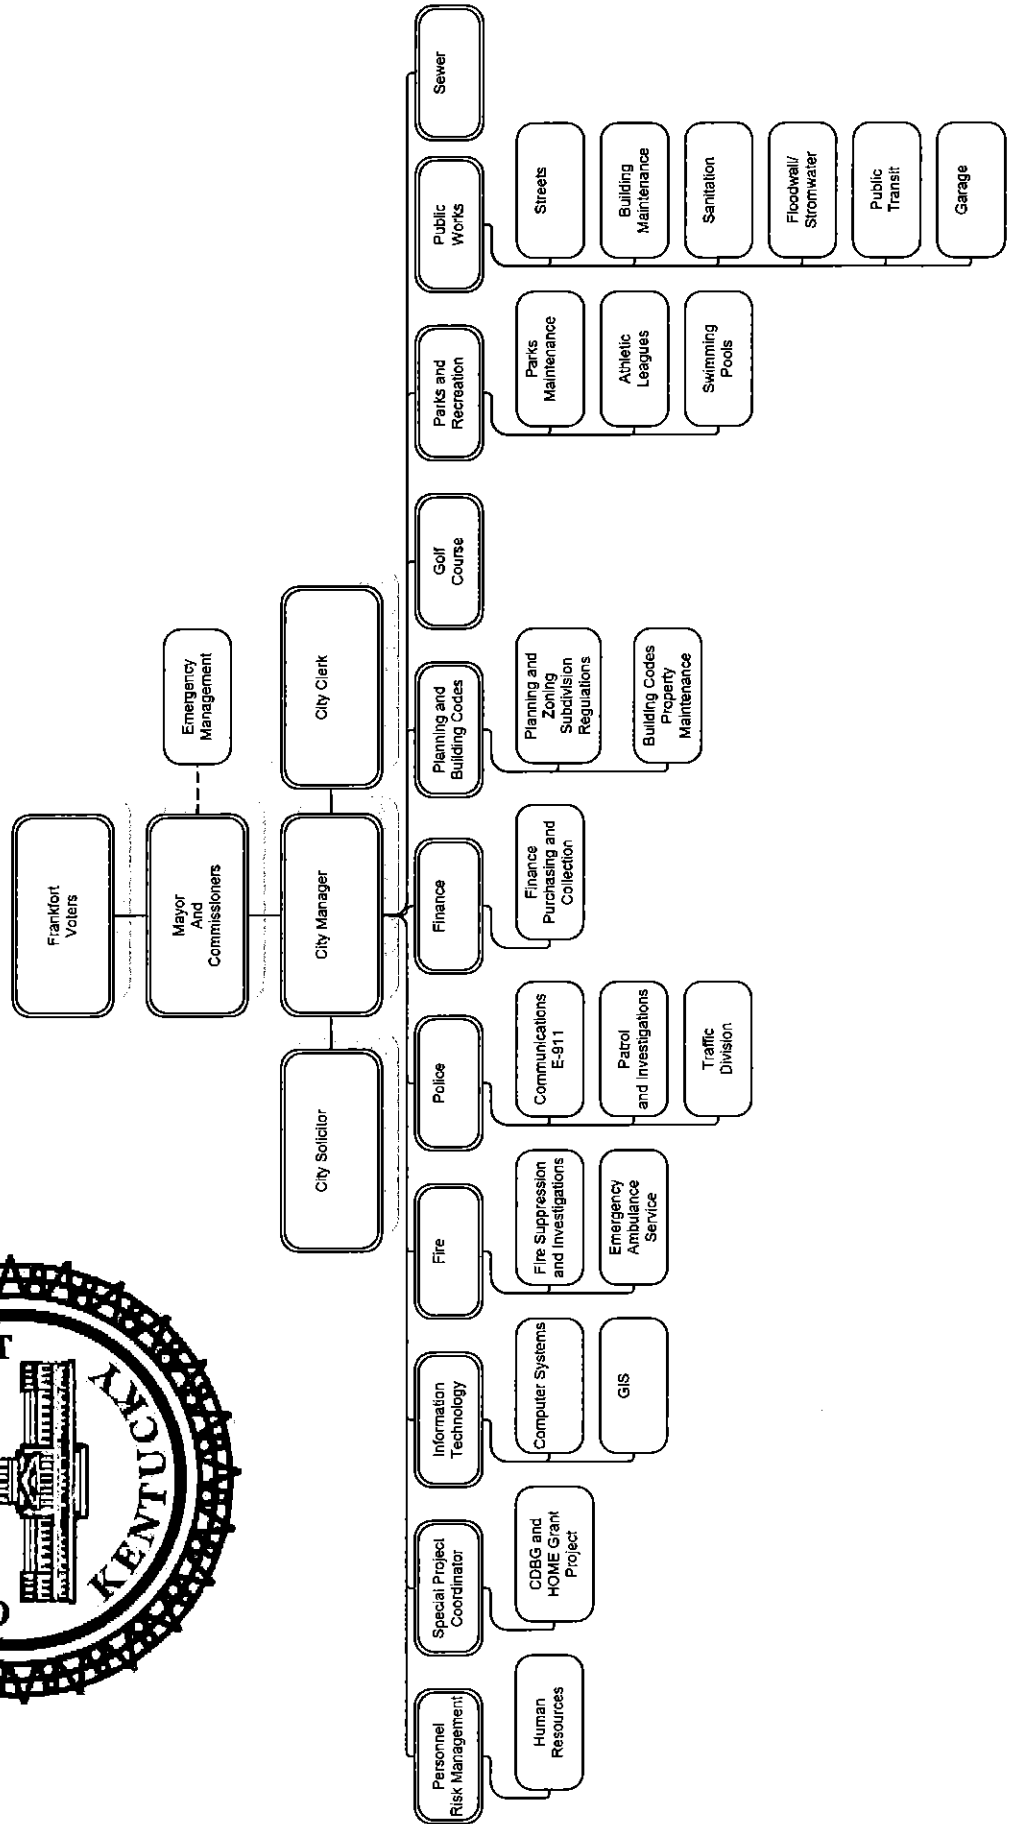 T
KENTUCKY
Frankfort
Voters
Mayor
And
Commissioners
Emergency
Management
City Solicitor
City Manager
City Clerk
Personnel
Risk Management
Special Project
Coordinator
Information
Technology
Fire
Police
Finance
Planning and
Building Codes
Golf
Course
Parks and
Recreation
Public
Works
Sewer
Human
Resources
CDBG and
HOME Grant
Project
Computer Systems
GIS
Fire Suppression
and Investigations
Emergency
Ambulance
Service
Communications
E-911
Patrol
and Investigations
Traffic
Division
Finance
Purchasing and
Collection
Planning and
Zoning
Subdivision
Regulations
Building Codes
Property
Maintenance
Parks
Maintenance
Athletic
Leagues
Swimming
Pools
Streets
Building
Maintenance
Sanitation
Floodwall/
Stromwater
Public
Transit
Garage